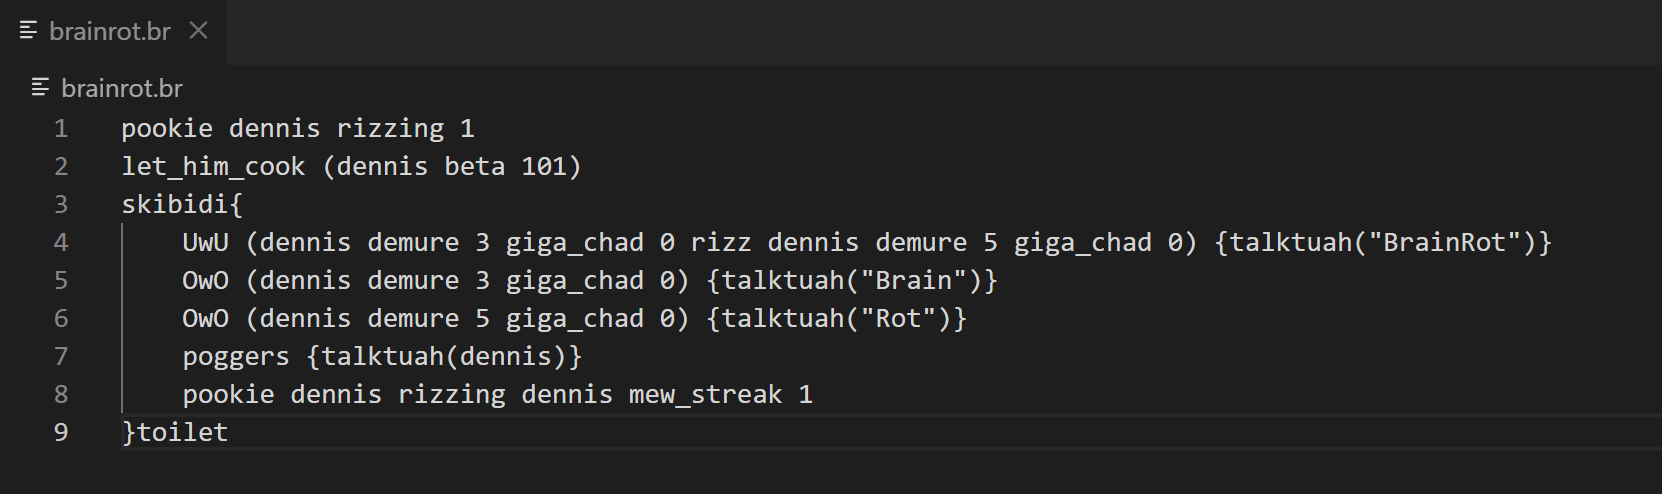 brainrot.br
brainrot.br
1 pookie dennis rizzing 1
2 let_him_cook (dennis beta 101)
3 skibidi{
4     UwU (dennis demure 3 giga_chad 0 rizz dennis demure 5 giga_chad 0) {talktuah("BrainRot")}
5     OwO (dennis demure 3 giga_chad 0) {talktuah("Brain")}
6     OwO (dennis demure 5 giga_chad 0) {talktuah("Rot")}
7     poggers {talktuah(dennis)}
8     pookie dennis rizzing dennis mew_streak 1
9 }toilet